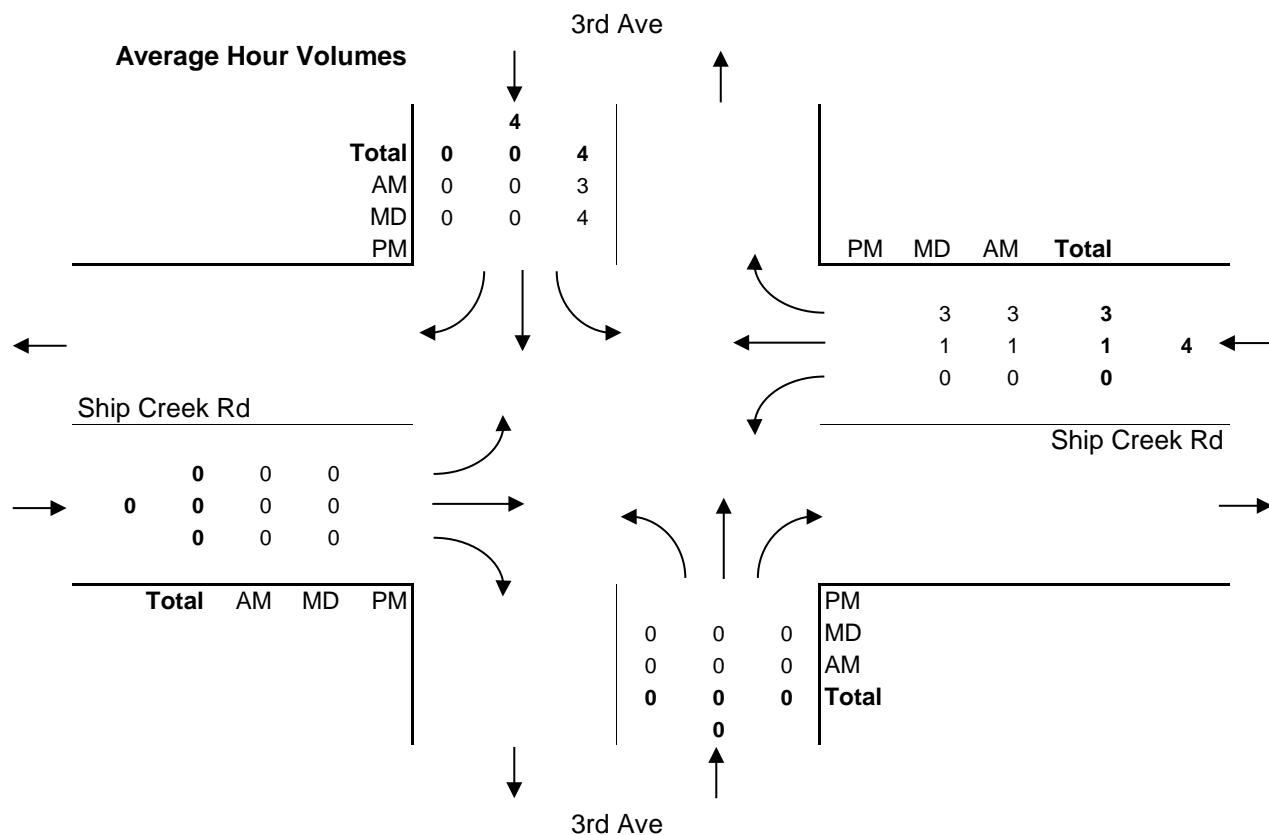 3rd Ave
Average Hour Volumes
4
Total 0 0 4
AM 0 0 3
MD 0 0 4
PM
PM MD AM Total
3 3 3
1 1 1 4
0 0 0
Ship Creek Rd
Ship Creek Rd
0 0 0
0 0 0 0
0 0 0
Total AM MD PM
PM
0 0 0 MD
0 0 0 AM
0 0 0 Total
0
3rd Ave